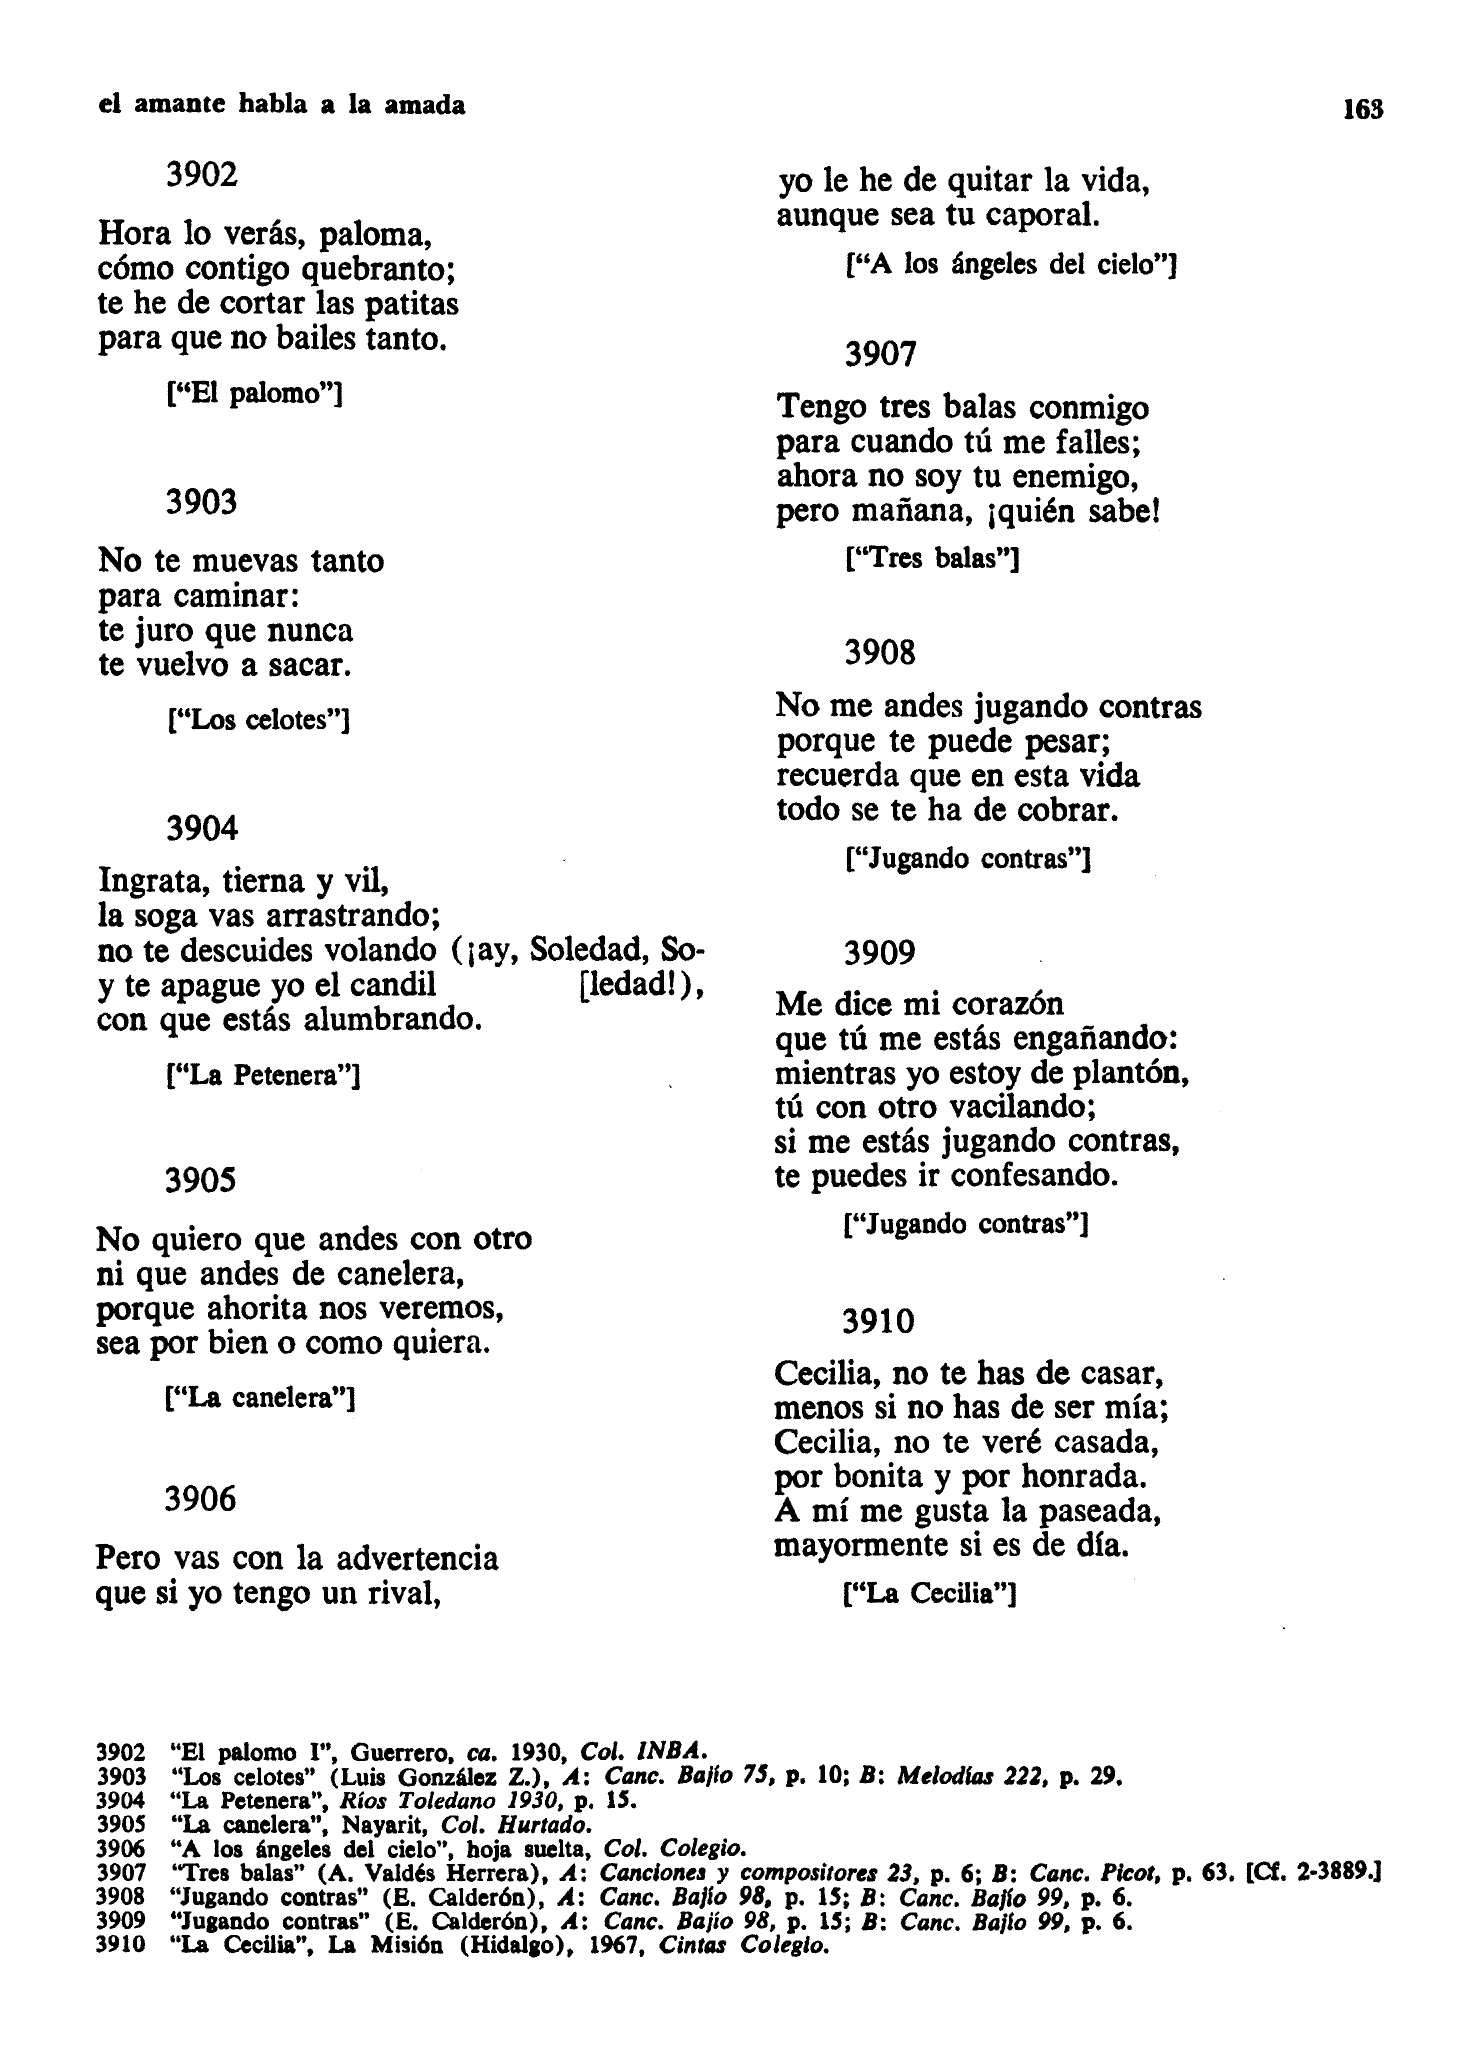 el amante habla a la amada
163
3902
Hora lo verás, paloma,
cómo contigo quebranto;
te he de cortar las patitas
para que no bailes tanto.
[“El palomo”]
3903
No te muevas tanto
para caminar:
te juro que nunca
te vuelvo a sacar.
[“Los celotes”]
3904
Ingrata, tierna y vil,
la soga vas arrastrando;
no te descuides volando (¡ay, Soledad, So-
y te apague yo el candil [ledad!),
con que estás alumbrando.
[“La Petenera”]
3905
No quiero que andes con otro
ni que andes de canelera,
porque ahorita nos veremos,
sea por bien o como quiera.
[“La canelera”]
3906
Pero vas con la advertencia
que si yo tengo un rival,
yo le he de quitar la vida,
aunque sea tu caporal.
[“A los ángeles del cielo”]
3907
Tengo tres balas conmigo
para cuando tú me falles;
ahora no soy tu enemigo,
pero mañana, ¡quién sabe!
[“Tres balas”]
3908
No me andes jugando contras
porque te puede pesar;
recuerda que en esta vida
todo se te ha de cobrar.
[“Jugando contras”]
3909
Me dice mi corazón
que tú me estás engañando:
mientras yo estoy de plantón,
tú con otro vacilando;
si me estás jugando contras,
te puedes ir confesando.
[“Jugando contras”]
3910
Cecilia, no te has de casar,
menos si no has de ser mía;
Cecilia, no te veré casada,
por bonita y por honrada.
A mí me gusta la paseada,
mayormente si es de día.
[“La Cecilia”]
3902 “El palomo I”, Guerrero, ca. 1930, Col. INBA.
3903 “Los celotes” (Luis González Z.), A: Canc. Bajío 75, p. 10; B: Melodías 222, p. 29.
3904 “La Petenera”, Ríos Toledano 1930, p. 15.
3905 “La canelera”, Nayarit, Col. Hurtado.
3906 “A los ángeles del cielo”, hoja suelta, Col. Colegio.
3907 “Tres balas” (A. Valdés Herrera), A: Canciones y compositores 23, p. 6; B: Canc. Picot, p. 63. [Cf. 2-3889.]
3908 “Jugando contras” (E. Calderón), A: Canc. Bajío 98, p. 15; B: Canc. Bajío 99, p. 6.
3909 “Jugando contras” (E. Calderón), A: Canc. Bajío 98, p. 15; B: Canc. Bajío 99, p. 6.
3910 “La Cecilia”, La Misión (Hidalgo), 1967, Cintas Colegio.